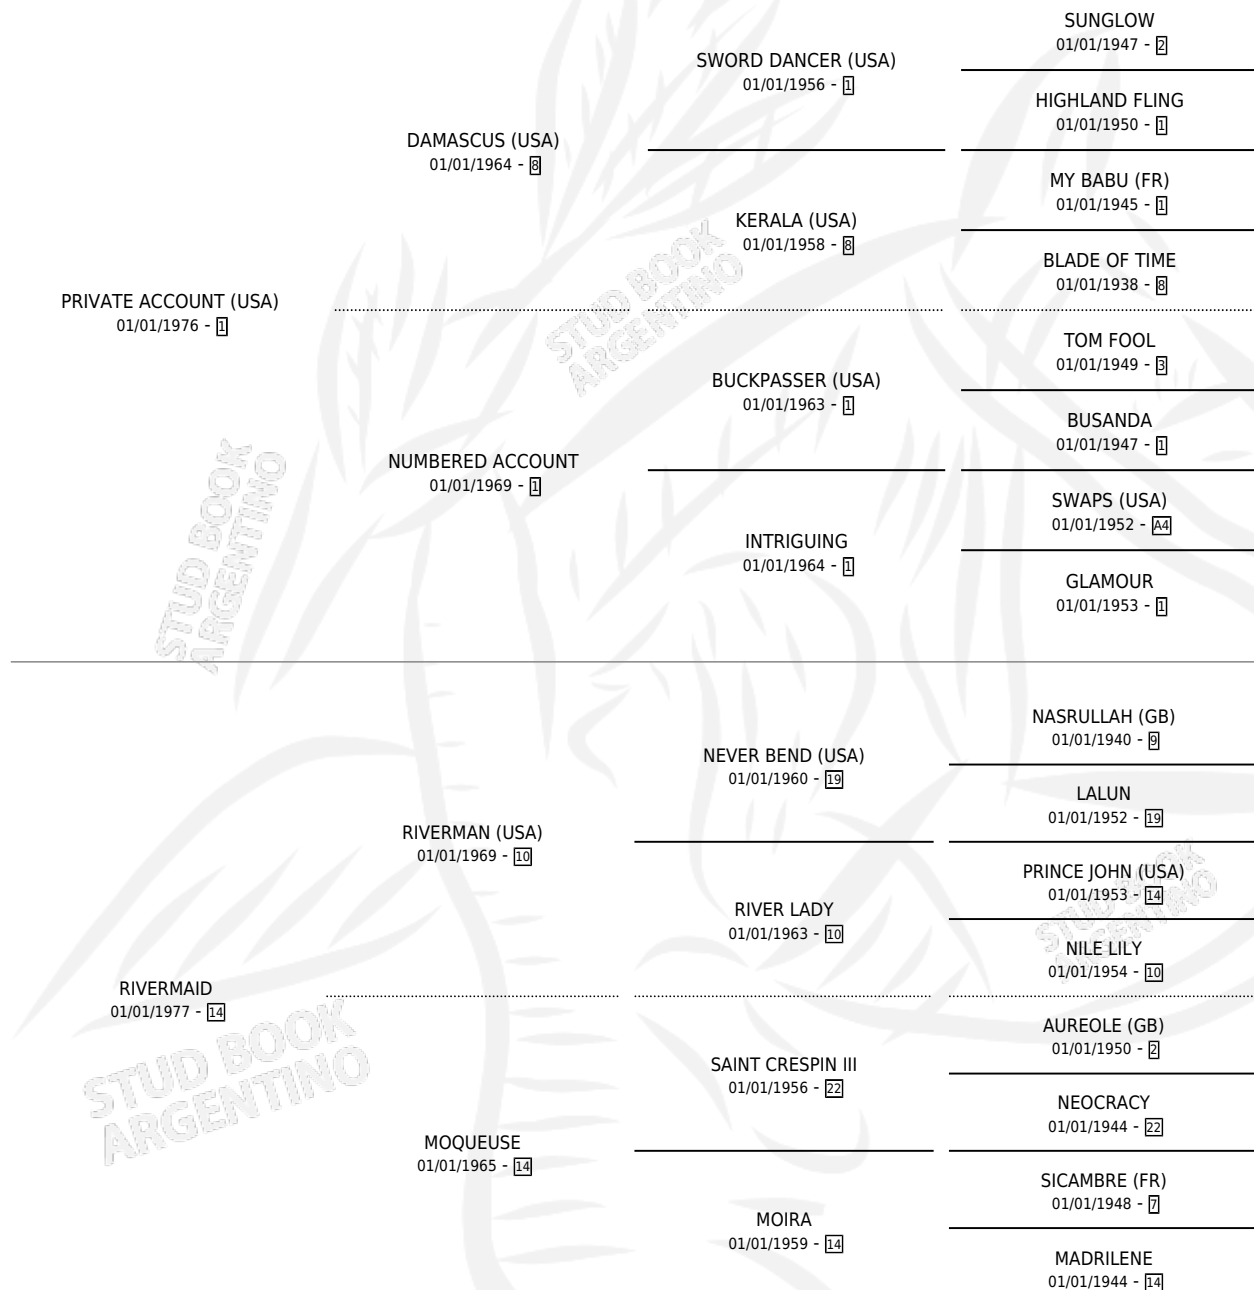 SUNGLOW
01/01/1947 - 2
SWORD DANCER (USA)
01/01/1956 - 1
HIGHLAND FLING
01/01/1950 - 1
DAMASCUS (USA)
01/01/1964 - 8
MY BABU (FR)
01/01/1945 - 1
KERALA (USA)
01/01/1958 - 8
BLADE OF TIME
01/01/1938 - 8
PRIVATE ACCOUNT (USA)
01/01/1976 - 1
TOM FOOL
01/01/1949 - 3
BUCKPASSER (USA)
01/01/1963 - 1
BUSANDA
01/01/1947 - 1
NUMBERED ACCOUNT
01/01/1969 - 1
SWAPS (USA)
01/01/1952 - A4
INTRIGUING
01/01/1964 - 1
GLAMOUR
01/01/1953 - 1
NASRULLAH (GB)
01/01/1940 - 9
NEVER BEND (USA)
01/01/1960 - 19
LALUN
01/01/1952 - 19
RIVERMAN (USA)
01/01/1969 - 10
PRINCE JOHN (USA)
01/01/1953 - 14
RIVER LADY
01/01/1963 - 10
NILE LILY
01/01/1954 - 10
RIVERMAID
01/01/1977 - 14
AUREOLE (GB)
01/01/1950 - 2
SAINT CRESPIN III
01/01/1956 - 22
NEOCRACY
01/01/1944 - 22
MOQUEUSE
01/01/1965 - 14
SICAMBRE (FR)
01/01/1948 - 7
MOIRA
01/01/1959 - 14
MADRILENE
01/01/1944 - 14
STUD BOOK
ARGENTINO
STUD BOOK
ARGENTINO
STUD BOOK
ARGENTINO
STUD BOOK
ARGENTINO